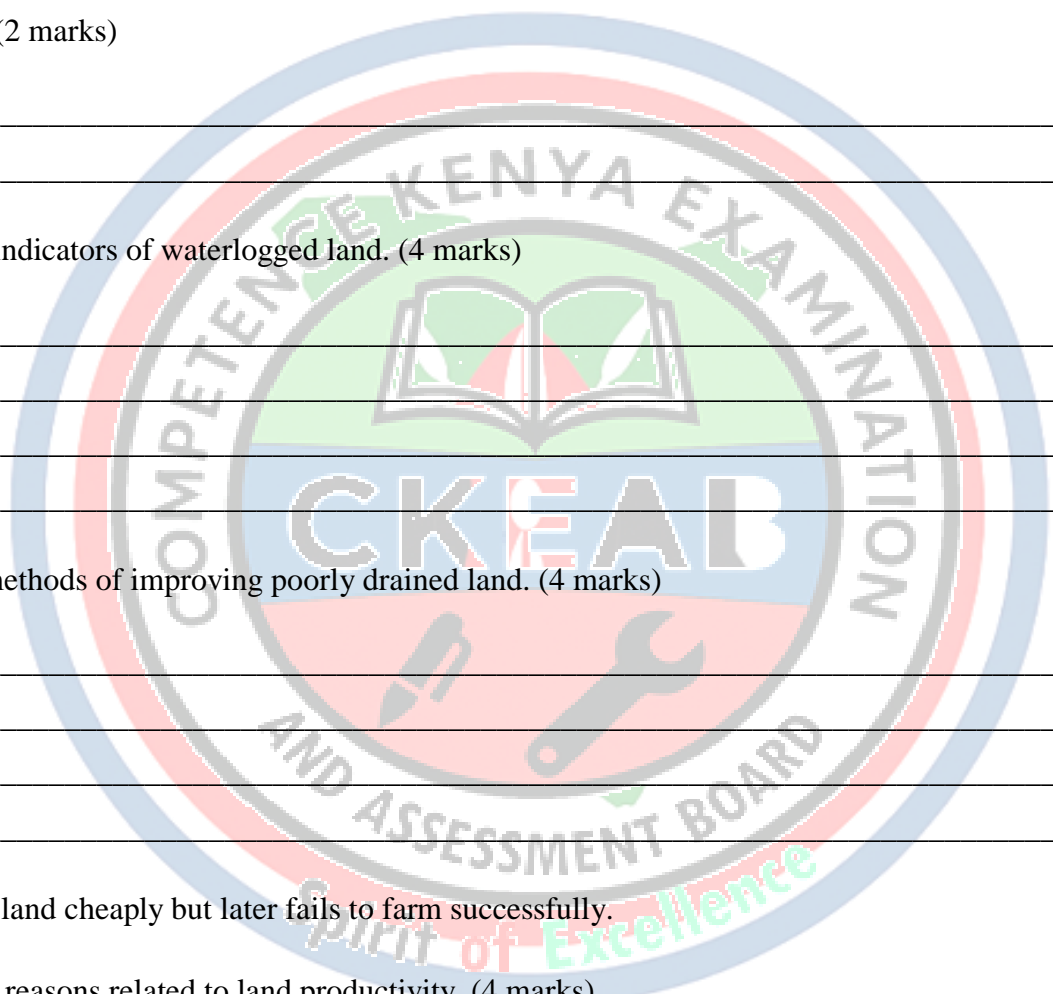 (2 marks)
indicators of waterlogged land. (4 marks)
methods of improving poorly drained land. (4 marks)
land cheaply but later fails to farm successfully.
reasons related to land productivity. (4 marks)
COMPETENCE KENYA EXAMINATION
AND ASSESSMENT BOARD
CKEAB
Spirit of Excellence